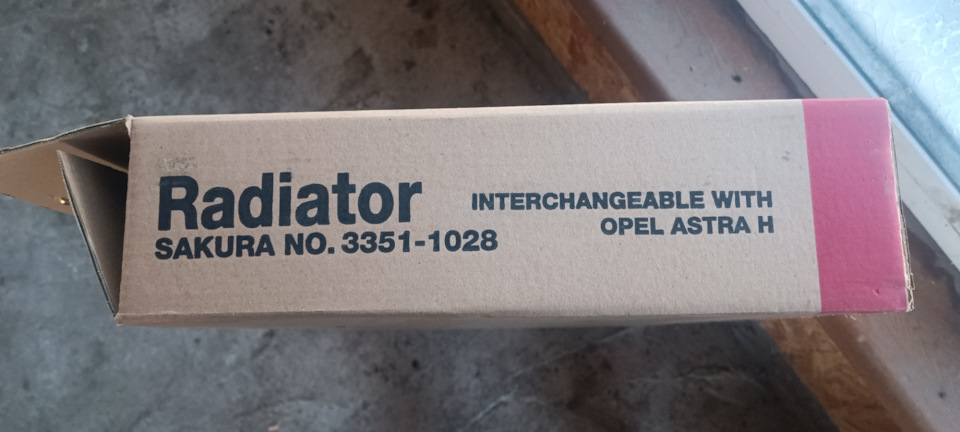 Radiator
SAKURA NO. 3351-1028
INTERCHANGEABLE WITH
OPEL ASTRA H